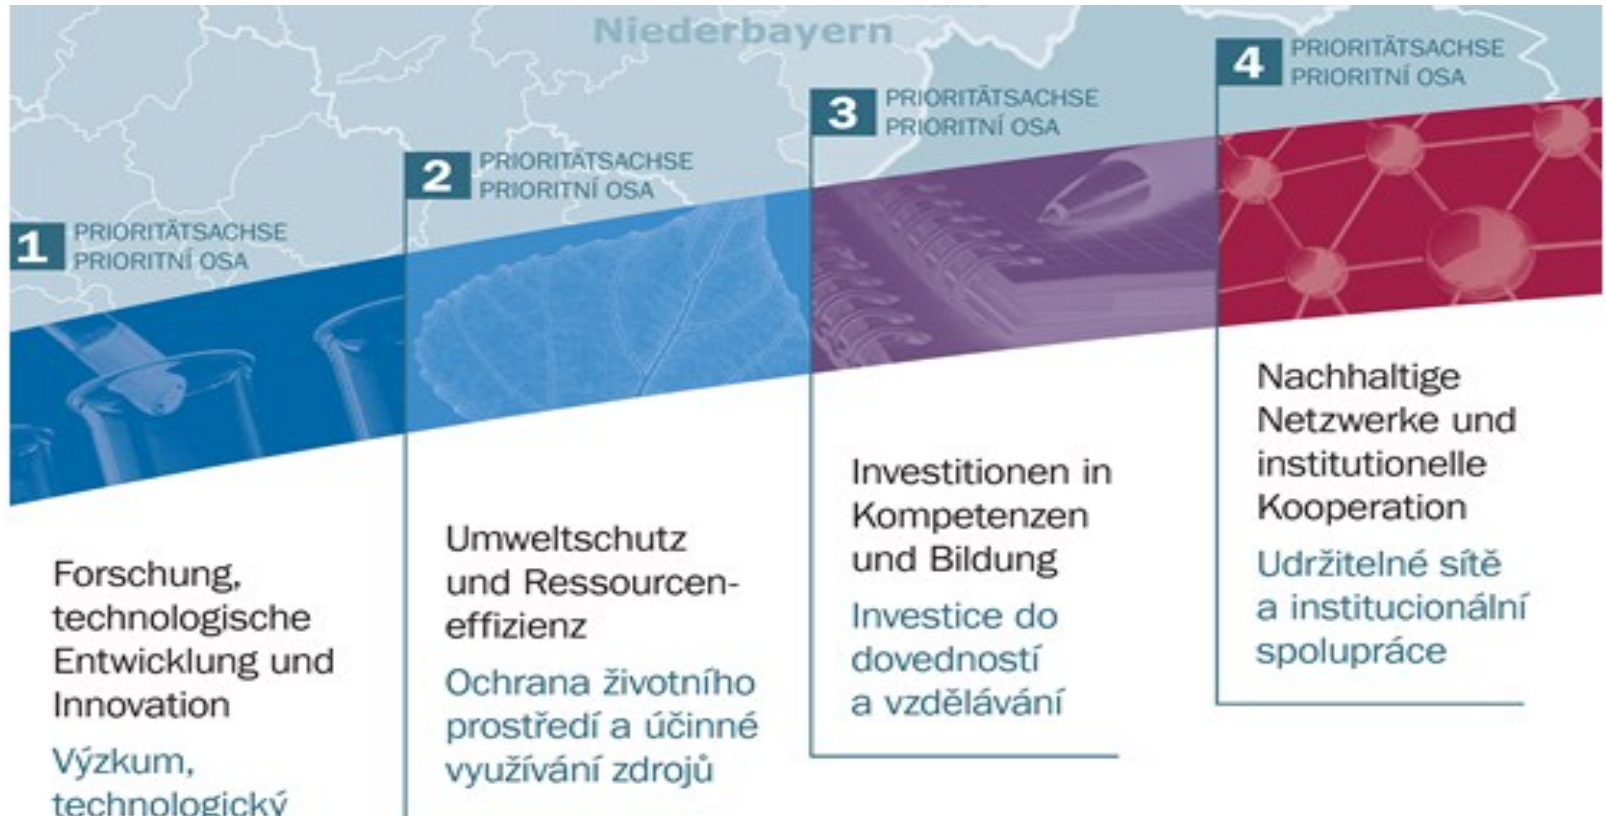 Niederbayern
1
PRIORITÄTSACHSE
PRIORITNÍ OSA
Forschung,
technologische
Entwicklung und
Innovation
Výzkum,
technologický
2
PRIORITÄTSACHSE
PRIORITNÍ OSA
Umweltschutz
und Ressourcen-
effizienz
Ochrana životního
prostředí a účinné
využívání zdrojů
3
PRIORITÄTSACHSE
PRIORITNÍ OSA
Investitionen in
Kompetenzen
und Bildung
Investice do
dovedností
a vzdělávání
4
PRIORITÄTSACHSE
PRIORITNÍ OSA
Nachhaltige
Netzwerke und
institutionelle
Kooperation
Udržitelné sítě
a institucionální
spolupráce